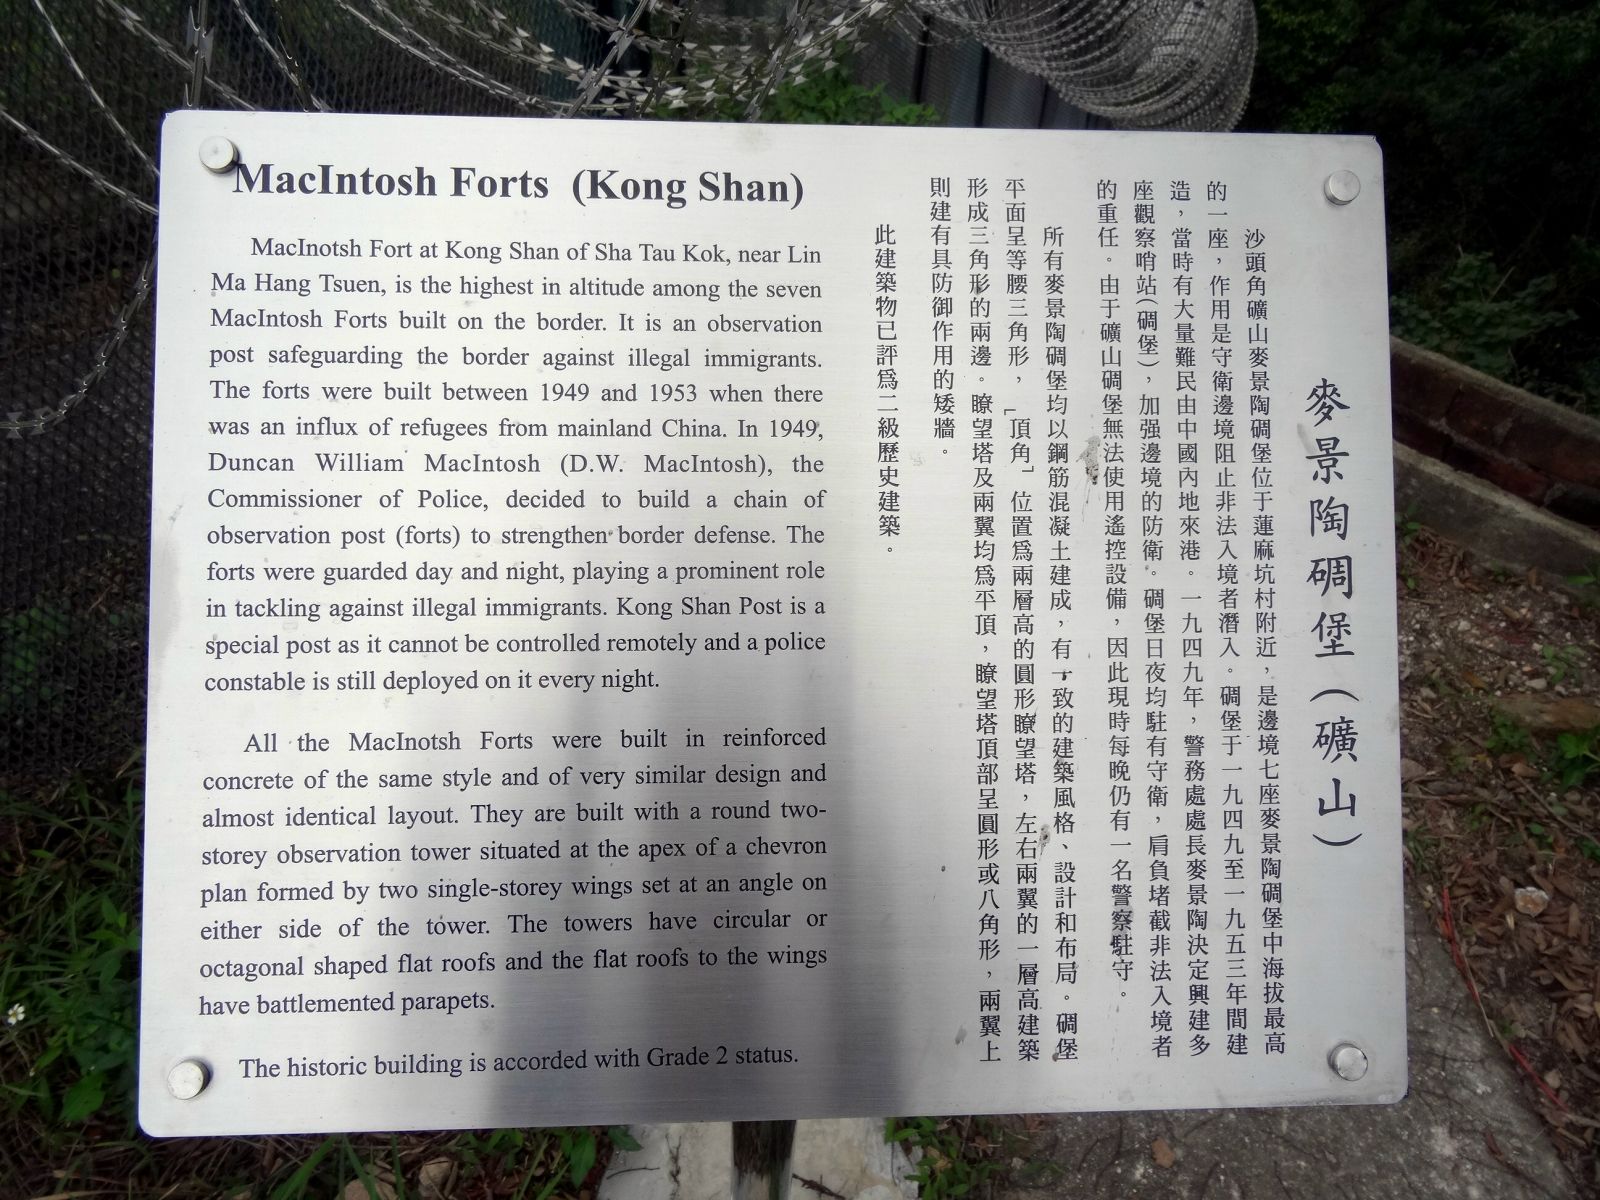 MacIntosh Forts (Kong Shan)
MacInotsh Fort at Kong Shan of Sha Tau Kok, near Lin
Ma Hang Tsuen, is the highest in altitude among the seven
MacIntosh Forts built on the border. It is an observation
post safeguarding the border against illegal immigrants.
The forts were built between 1949 and 1953 when there
was an influx of refugees from mainland China. In 1949,
Duncan William MacIntosh (D.W. MacIntosh), the
Commissioner of Police, decided to build a chain of
observation post (forts) to strengthen border defense. The
forts were guarded day and night, playing a prominent role
in tackling against illegal immigrants. Kong Shan Post is a
special post as it cannot be controlled remotely and a police
constable is still deployed on it every night.
All the MacInotsh Forts were built in reinforced
concrete of the same style and of very similar design and
almost identical layout. They are built with a round two-
storey observation tower situated at the apex of a chevron
plan formed by two single-storey wings set at an angle on
either side of the tower. The towers have circular or
octagonal shaped flat roofs and the flat roofs to the wings
have battlemented parapets.
The historic building is accorded with Grade 2 status.
麥景陶碉堡(礦山)
沙頭角礦山麥景陶碉堡位于蓮麻坑村附近，是邊境七座麥景陶碉堡中海拔最高
的一座，作用是守衛邊境阻止非法入境者潛入。碉堡于一九四九至一九五三年間建
造，當時有大量難民由中國內地來港。一九四九年，警務處處長麥景陶決定興建多
座觀察哨站(碉堡)，加强邊境的防衛。碉堡日夜均駐有守衛，肩負堵截非法入境者
的重任。由于礦山碉堡無法使用遙控設備，因此現時每晚仍有一名警察駐守。
所有麥景陶碉堡均以鋼筋混凝土建成，有一致的建築風格、設計和布局。碉堡
平面呈等腰三角形，「頂角」位置爲兩層高的圓形瞭望塔，左右兩翼的一層高建築
形成三角形的兩邊。瞭望塔及兩翼均爲平頂，瞭望塔頂部呈圓形或八角形，兩翼上
則建有具防御作用的矮牆。
此建築物已評爲二級歷史建築。